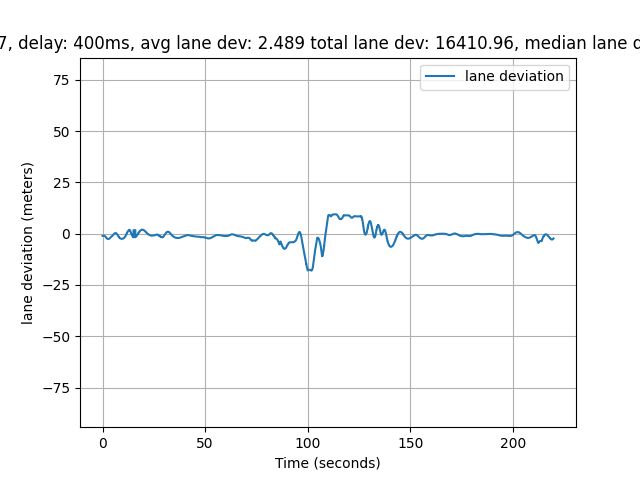 7, delay: 400ms, avg lane dev: 2.489 total lane dev: 16410.96, median lane
lane deviation
75
50
25
0
−25
−50
−75
lane deviation (meters)
0 50 100 150 200
Time (seconds)